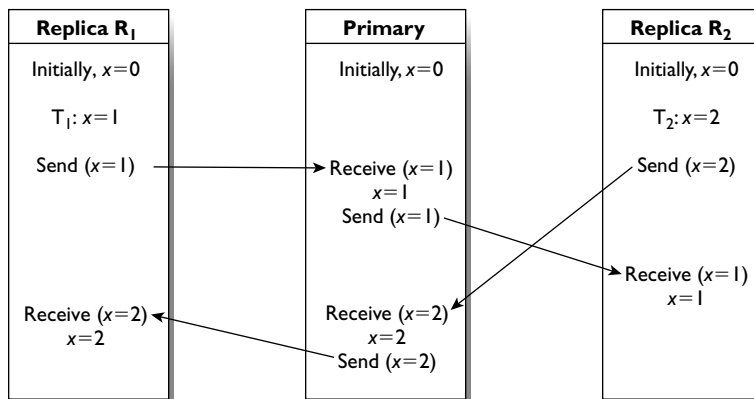 Replica R₁
Initially, x=0
T₁: x=1
Send (x=1)
Receive (x=2)
x=2
Primary
Initially, x=0
Receive (x=1)
x=1
Send (x=1)
Receive (x=2)
x=2
Send (x=2)
Replica R₂
Initially, x=0
T₂: x=2
Send (x=2)
Receive (x=1)
x=1